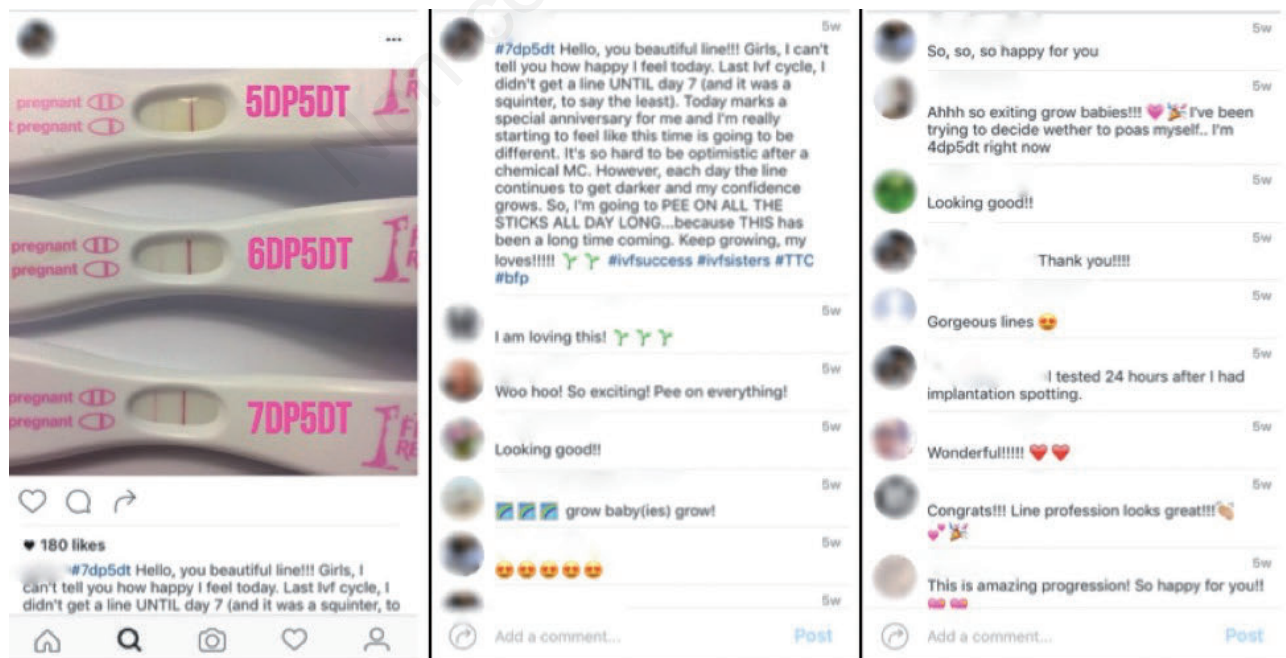 pregnant
t pregnant
5DP5DT
R
pregnant
pregnant
6DP5DT
F
R
pregnant
pregnant
7DP5DT
FI
RE
180 likes
#7dp5dt Hello, you beautiful line!!! Girls, I
can't tell you how happy I feel today. Last Ivf cycle, I
didn't get a line UNTIL day 7 (and it was a squinter, to
5w
#7dp5dt Hello, you beautiful line!!! Girls, I can't
tell you how happy I feel today. Last Ivf cycle, I
didn't get a line UNTIL day 7 (and it was a
squinter, to say the least). Today marks a
special anniversary for me and I'm really
starting to feel like this time is going to be
different. It's so hard to be optimistic after a
chemical MC. However, each day the line
continues to get darker and my confidence
grows. So, I'm going to PEE ON ALL THE
STICKS ALL DAY LONG...because THIS has
been a long time coming. Keep growing, my
loves!!!!! 🌱 🌱 #ivfsuccess #ivfsisters #TTC
#bfp
5w
I am loving this! 🌱 🌱 🌱
5w
Woo hoo! So exciting! Pee on everything!
5w
Looking good!!
5w
grow baby(ies) grow!
5w
😍😍😍😍😍
5w
Add a comment... Post
5w
So, so, so happy for you
5w
Ahhh so exiting grow babies!!! 💗🎉 I've been
trying to decide wether to poas myself.. I'm
4dp5dt right now
5w
Looking good!!
5w
Thank you!!!!
5w
Gorgeous lines 😍
5w
I tested 24 hours after I had
implantation spotting.
5w
Wonderful!!!!! ❤️ ❤️
5w
Congrats!!! Line profession looks great!!!👏
💕🎉
5w
This is amazing progression! So happy for you!!
💓💓
Add a comment... Post